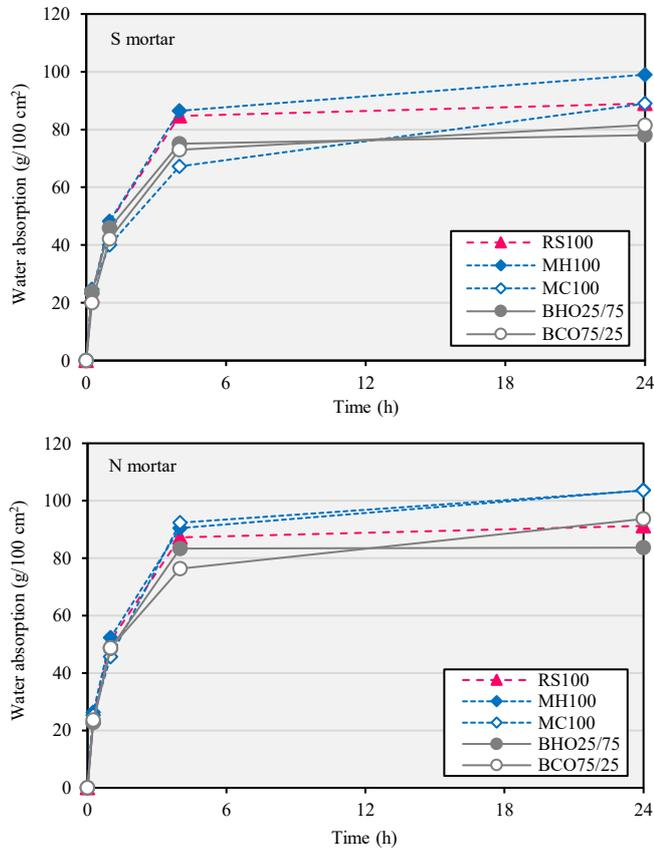 120
S mortar
100
80
60
40
20
0
Water absorption (g/100 cm²)
RS100
MH100
MC100
BHO25/75
BCO75/25
0 6 12 18 24
Time (h)
120
N mortar
100
80
60
40
20
0
Water absorption (g/100 cm²)
RS100
MH100
MC100
BHO25/75
BCO75/25
0 6 12 18 24
Time (h)